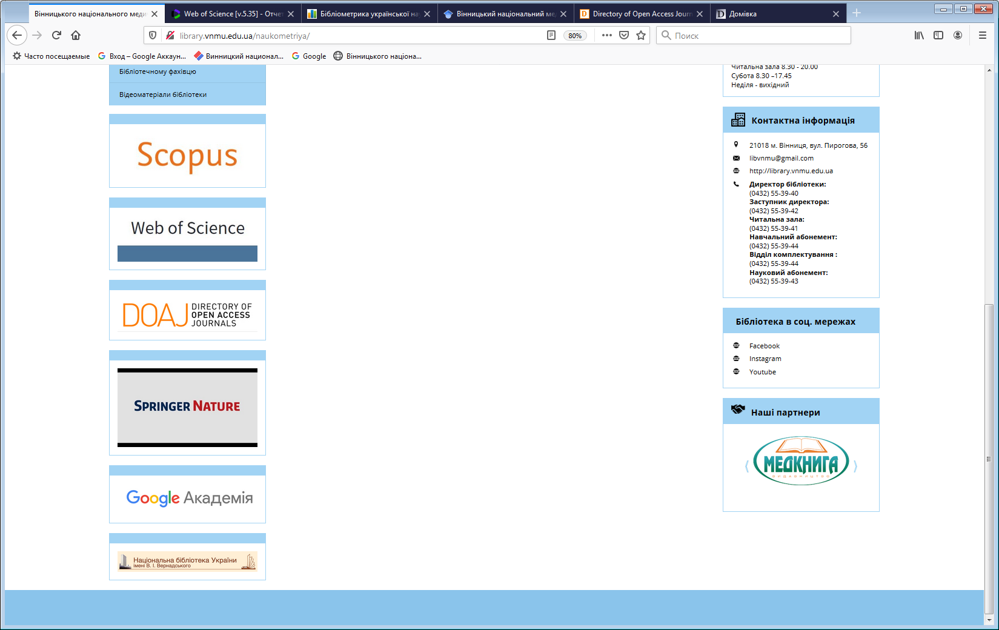 Вінницького національного меди
Web of Science [v.5.35] - Отчет
Бібліометрика української на
Вінницький національний ме
Directory of Open Access Journ
Домівка
library.vnmu.edu.ua/naukometriya/
80%
Поиск
Часто посещаемые
Вход – Google Аккаун...
Винницкий национал...
Google
Вінницького націона...
Бібліотечному фахівцю
Відеоматеріали бібліотеки
Scopus
Web of Science
DOAJ
DIRECTORY OF
OPEN ACCESS
JOURNALS
SPRINGER NATURE
Google Академія
Національна бібліотека України
імені В. І. Вернадського
Читальна зала 8.30 - 20.00
Субота 8.30 –17.45
Неділя - вихідний
Контактна інформація
21018 м. Вінниця, вул. Пирогова, 56
libvnmu@gmail.com
http://library.vnmu.edu.ua
Директор бібліотеки:
(0432) 55-39-40
Заступник директора:
(0432) 55-39-42
Читальна зала:
(0432) 55-39-41
Навчальний абонемент:
(0432) 55-39-44
Відділ комплектування :
(0432) 55-39-44
Науковий абонемент:
(0432) 55-39-43
Бібліотека в соц. мережах
Facebook
Instagram
Youtube
Наші партнери
МЕДКНИГА
ВИДАВНИЦТВО